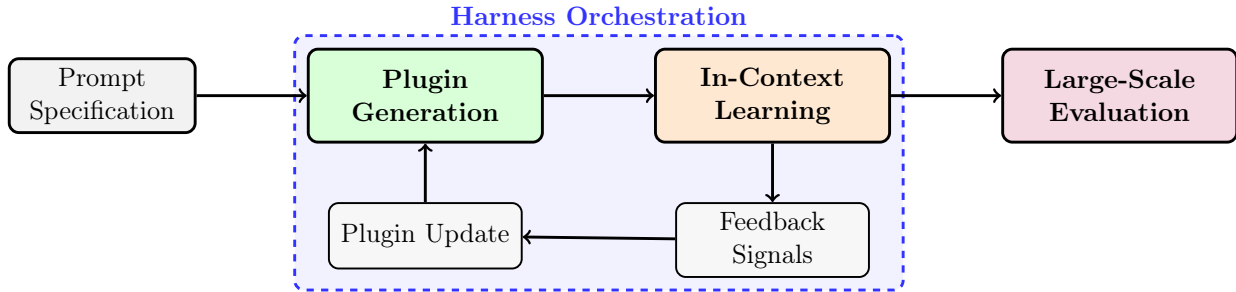 Harness Orchestration
Prompt
Specification
Plugin
Generation
In-Context
Learning
Large-Scale
Evaluation
Plugin Update
Feedback
Signals